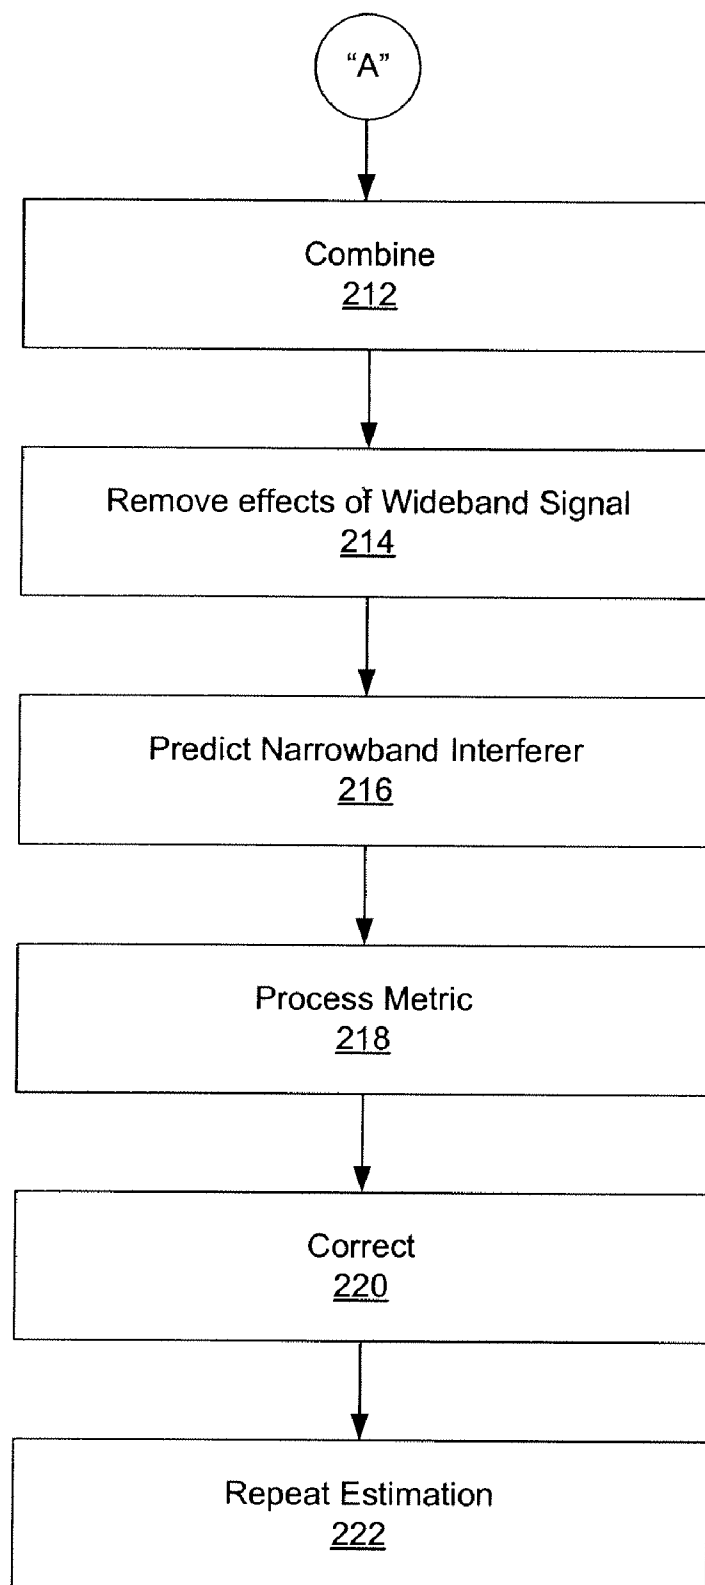 “A”
Combine
212
Remove effects of Wideband Signal
214
Predict Narrowband Interferer
216
Process Metric
218
Correct
220
Repeat Estimation
222